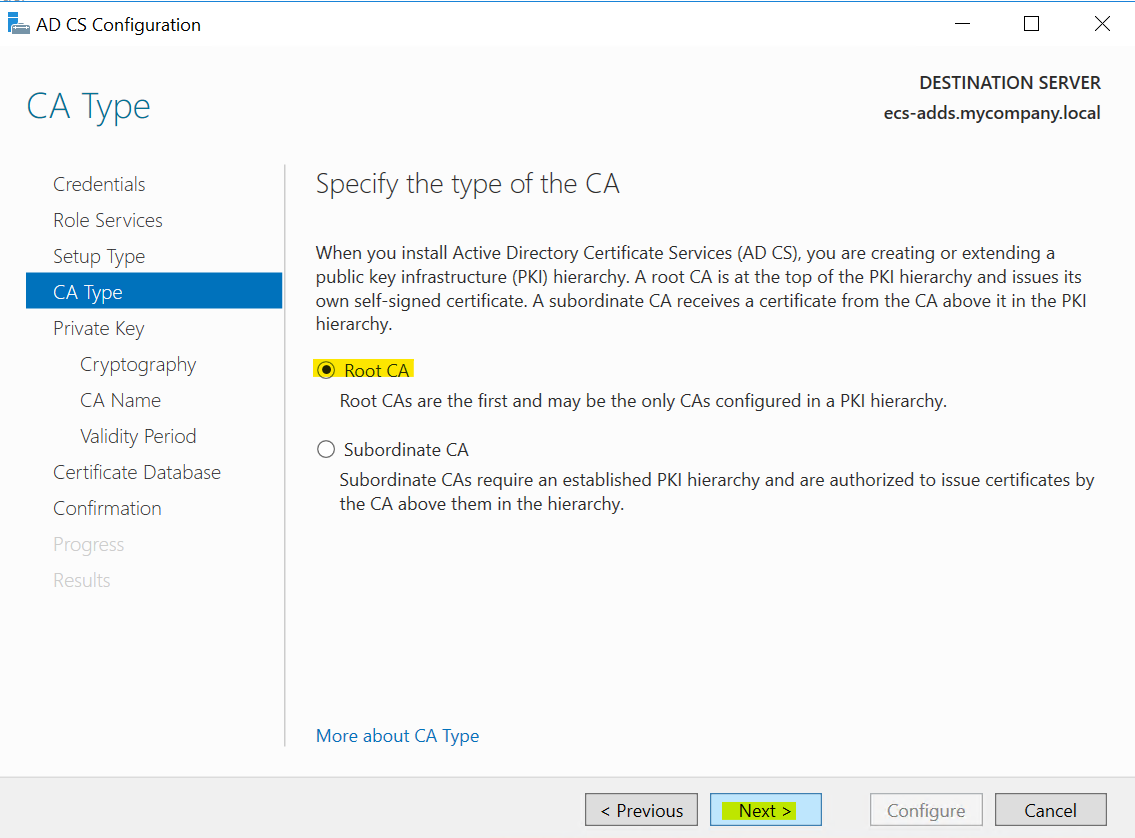 AD CS Configuration
CA Type
DESTINATION SERVER
ecs-adds.mycompany.local
Credentials
Role Services
Setup Type
CA Type
Private Key
Cryptography
CA Name
Validity Period
Certificate Database
Confirmation
Progress
Results
Specify the type of the CA
When you install Active Directory Certificate Services (AD CS), you are creating or extending a
public key infrastructure (PKI) hierarchy. A root CA is at the top of the PKI hierarchy and issues its
own self-signed certificate. A subordinate CA receives a certificate from the CA above it in the PKI
hierarchy.
Root CA
Root CAs are the first and may be the only CAs configured in a PKI hierarchy.
Subordinate CA
Subordinate CAs require an established PKI hierarchy and are authorized to issue certificates by
the CA above them in the hierarchy.
More about CA Type
< Previous
Next >
Configure
Cancel